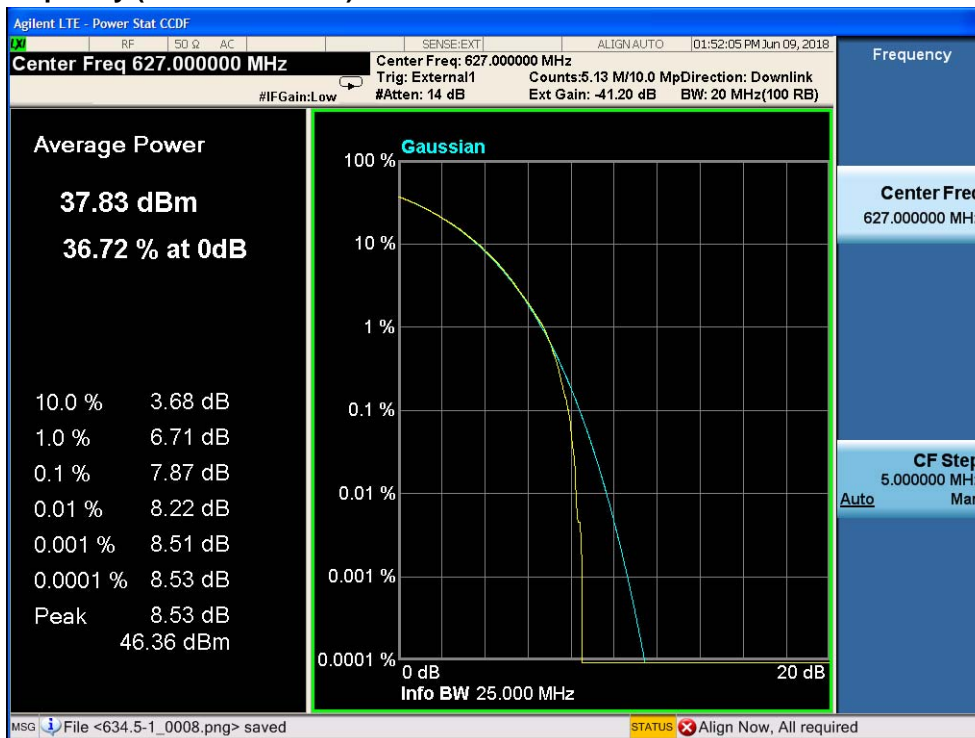 Agilent LTE - Power Stat CCDF
LXI RF 50 Ω AC SENSE:EXT ALIGN AUTO 01:52:05 PM Jun 09, 2018
Center Freq 627.000000 MHz
Center Freq: 627.000000 MHz
Trig: External1 Counts:5.13 M/10.0 MpDirection: Downlink
#IFGain:Low #Atten: 14 dB Ext Gain: -41.20 dB BW: 20 MHz(100 RB)
Frequency
Average Power
37.83 dBm
36.72 % at 0dB
10.0 % 3.68 dB
1.0 % 6.71 dB
0.1 % 7.87 dB
0.01 % 8.22 dB
0.001 % 8.51 dB
0.0001 % 8.53 dB
Peak 8.53 dB
46.36 dBm
Gaussian
100 %
10 %
1 %
0.1 %
0.01 %
0.001 %
0.0001 %
0 dB 20 dB
Info BW 25.000 MHz
Center Freq
627.000000 MH
CF Step
5.000000 MH
Auto Man
MSG File <634.5-1_0008.png> saved STATUS Align Now, All required